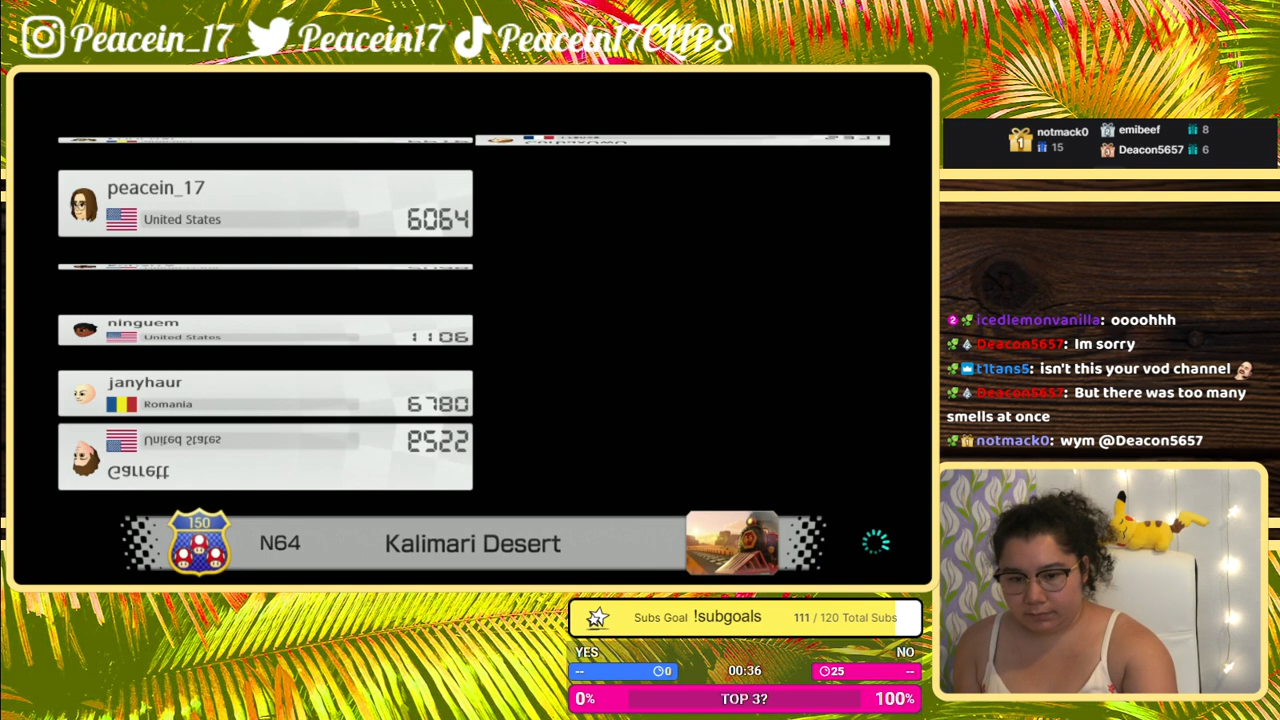 Peacein_17 Peacein17 Peacein17CLIPS
notmack0
1
15
emibeef 8
Deacon5657 6
peacein_17
United States
6064
ninguem
United States
1106
janyhaur
Romania
6780
United States
Garrett
150
N64
Kalimari Desert
2 icedlemonvanilla: oooohhh
Deacon5657: Im sorry
t1tans5: isn't this your vod channel
Deacon5657: But there was too many
smells at once
notmack0: wym @Deacon5657
Subs Goal !subgoals 111 / 120 Total Subs
YES NO
-- 0 00:36 25 --
0% TOP 3? 100%